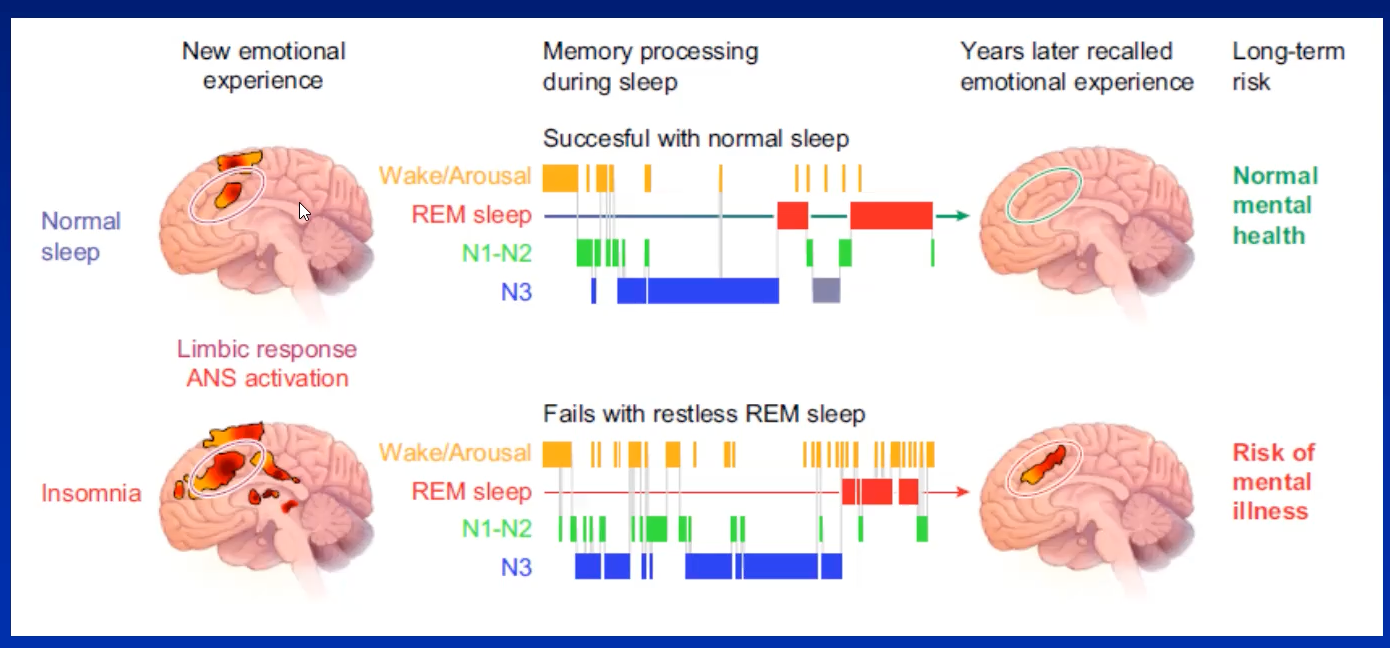 New emotional
experience
Memory processing
during sleep
Years later recalled
emotional experience
Long-term
risk
Succesful with normal sleep
Normal
sleep
Wake/Arousal
REM sleep
N1-N2
N3
Normal
mental
health
Limbic response
ANS activation
Fails with restless REM sleep
Insomnia
Wake/Arousal
REM sleep
N1-N2
N3
Risk of
mental
illness